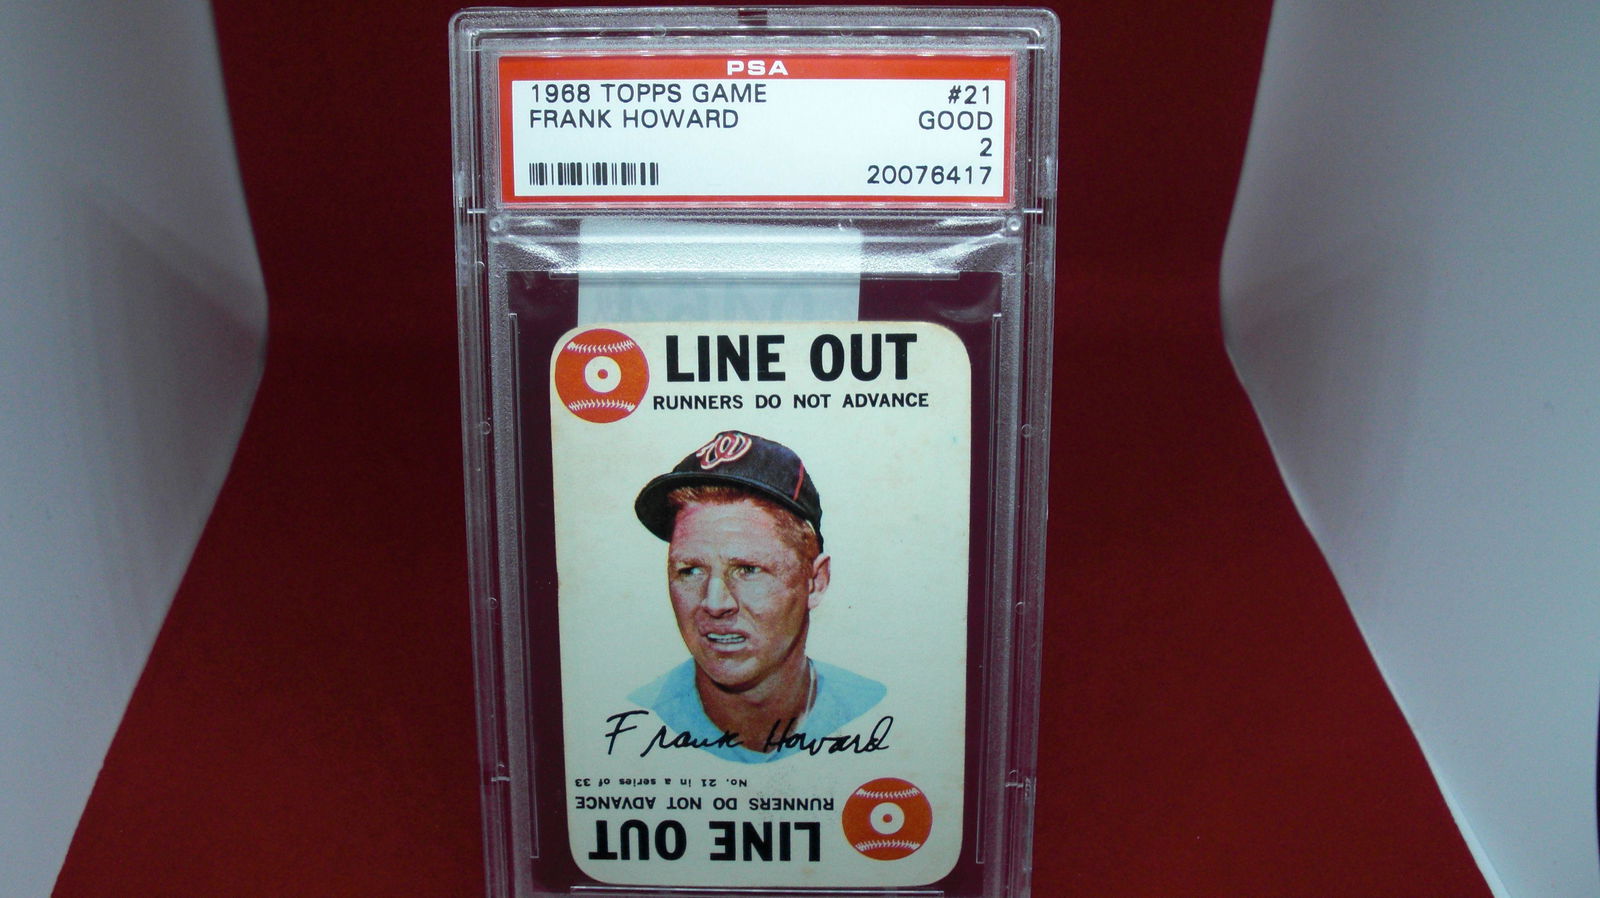 PSA
1968 TOPPS GAME #21
FRANK HOWARD GOOD
2
20076417
LINE OUT
RUNNERS DO NOT ADVANCE
W
Frank Howard
No. 21 in a series of 33
RUNNERS DO NOT ADVANCE
LINE OUT